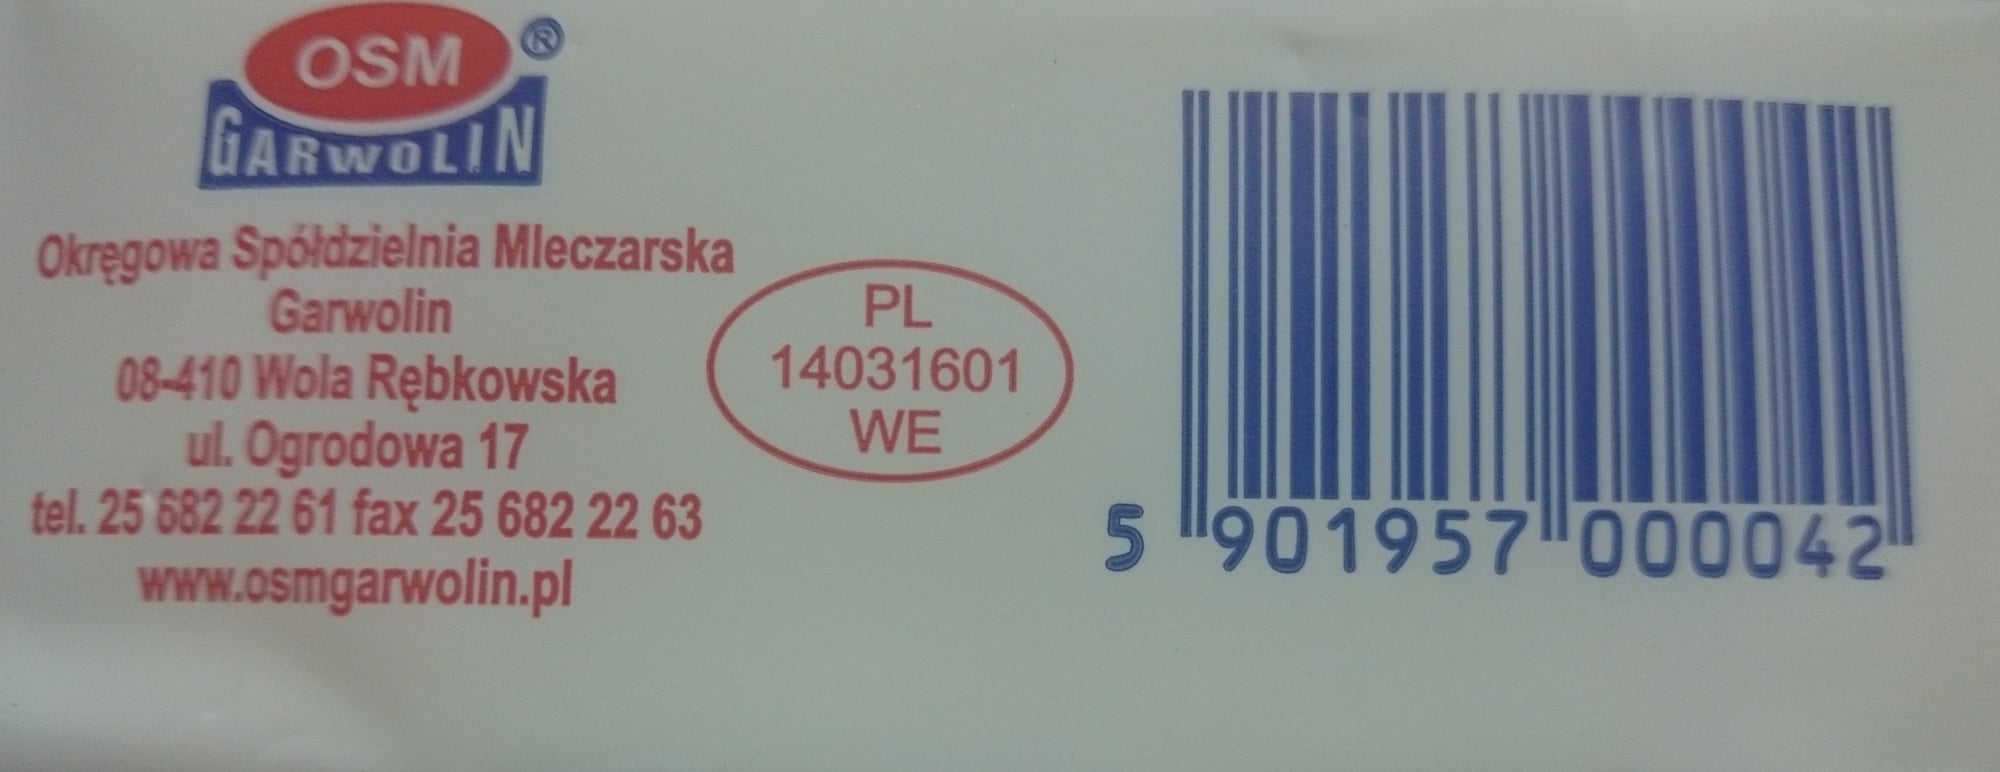 OSM ®
GARWOLIN
Okręgowa Spółdzielnia Mleczarska
Garwolin
08-410 Wola Rębkowska
ul. Ogrodowa 17
tel. 25 682 22 61 fax 25 682 22 63
www.osmgarwolin.pl
PL
14031601
WE
5 901957 000042